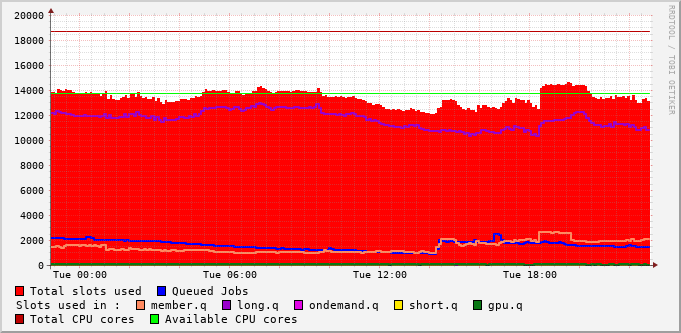 20000
18000
16000
14000
12000
10000
8000
6000
4000
2000
0
Tue 00:00 Tue 06:00 Tue 12:00 Tue 18:00
RRDTOOL / TOBI OETIKER
Total slots used Queued Jobs
Slots used in : member.q long.q ondemand.q short.q gpu.q
Total CPU cores Available CPU cores